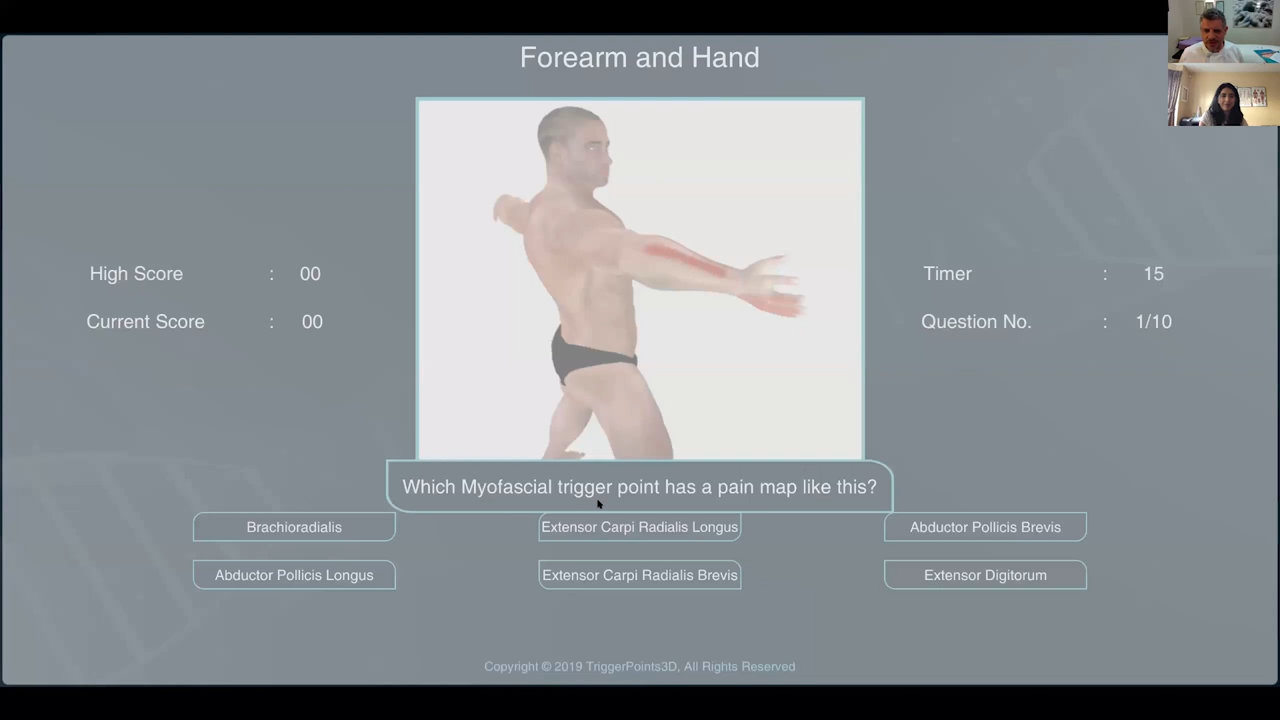 Forearm and Hand
High Score : 00
Current Score : 00
Timer : 15
Question No. : 1/10
Which Myofascial trigger point has a pain map like this?
Brachioradialis
Extensor Carpi Radialis Longus
Abductor Pollicis Brevis
Abductor Pollicis Longus
Extensor Carpi Radialis Brevis
Extensor Digitorum
Copyright © 2019 TriggerPoints3D, All Rights Reserved